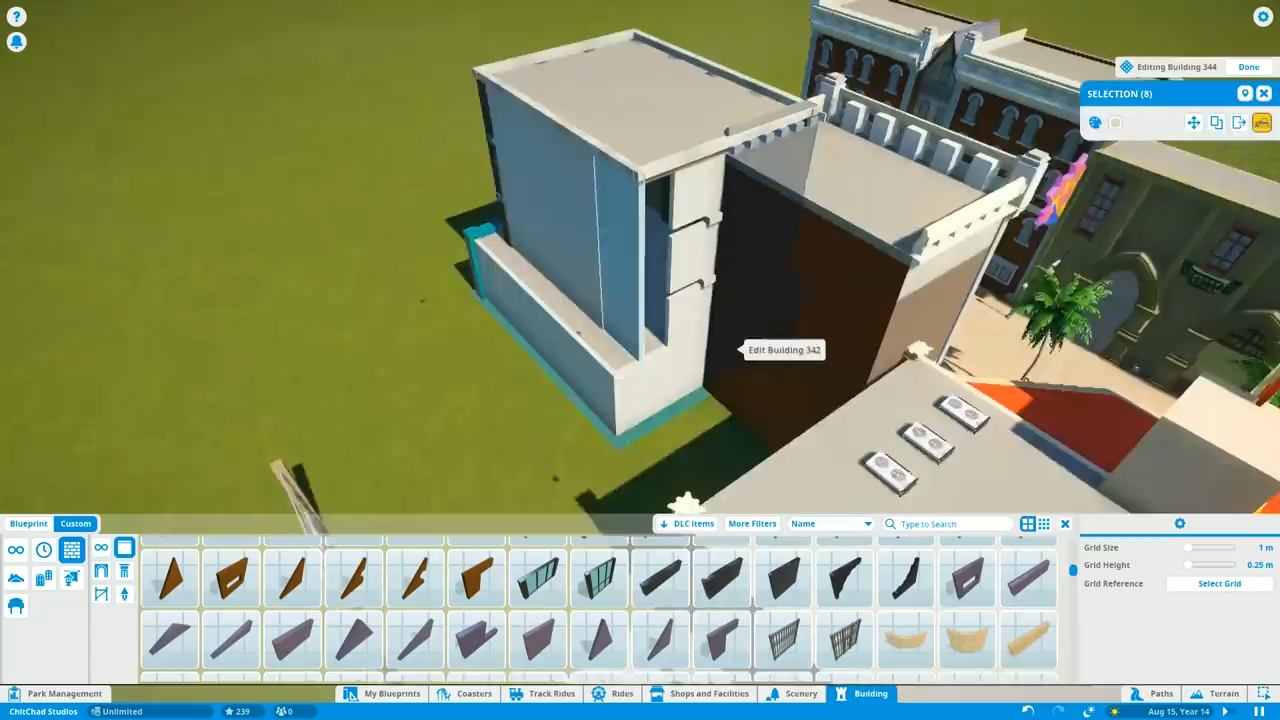 ?
Editing Building 344 Done
SELECTION (8)
Edit Building 342
Blueprint Custom
DLC Items More Filters Name Type to Search
Grid Size 1 m
Grid Height 0.25 m
Grid Reference Select Grid
Park Management My Blueprints Coasters Track Rides Rides Shops and Facilities Scenery Building Paths Terrain
ChitChad Studios Unlimited 239 0 Aug 15, Year 14